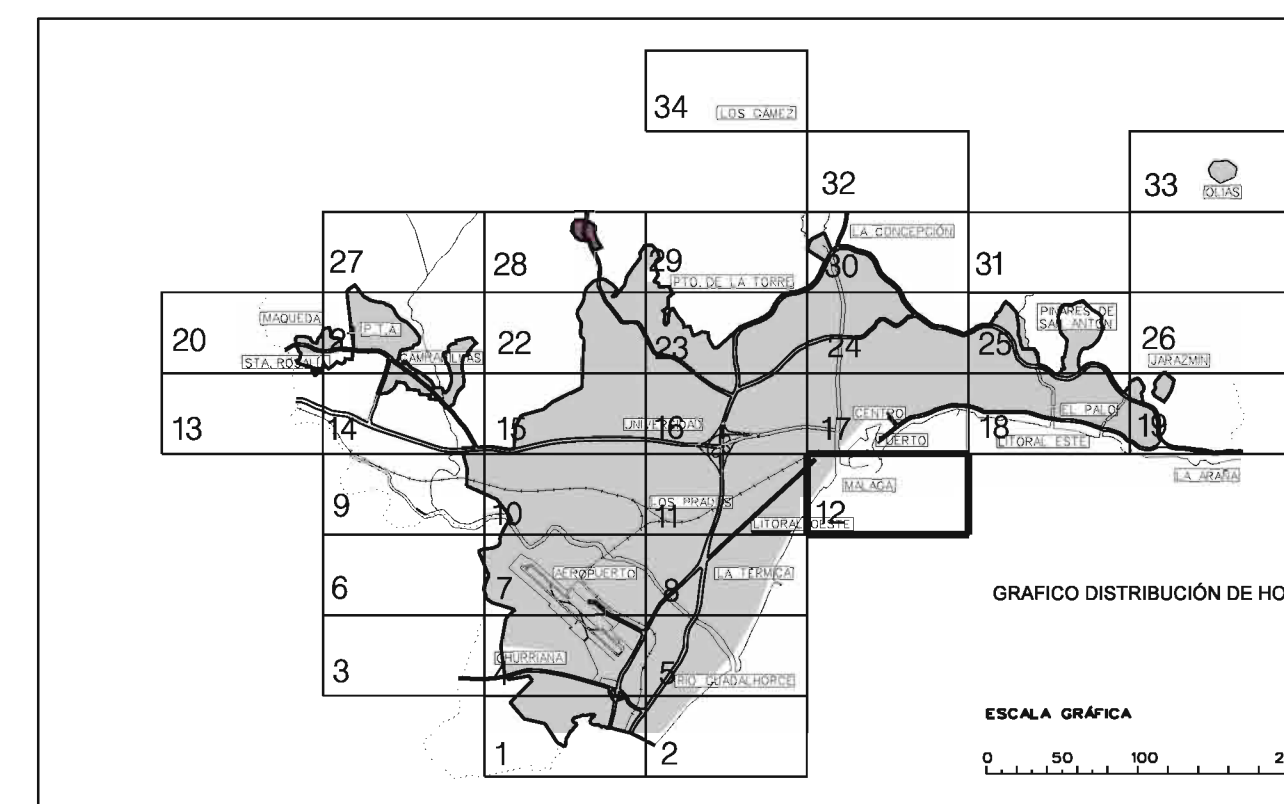 34 LOS GAMEZ
32
33 OLIAS
LA CONCEPCIÓN
27 28 29 30 31
PTO. DE LA TORRE
MAQUEDA P.T.A. PINARES DE SAN ANTON
20 22 23 24 25 26
STA. ROSALIA JARAZMIN
CENTRO EL PALO
13 14 15 UNIVERSIDAD 16 17 PUERTO 18 LITORAL ESTE 19
LA ARAÑA
MALAGA
9 10 LOS PRADOS 11 LITORAL OESTE 12
6 7 AEROPUERTO 8 LA TERMICA
GRAFICO DISTRIBUCIÓN DE HO
CHURRIANA
3 5 RIO GUADALHORCE
ESCALA GRÁFICA
1 2
0 50 100 2